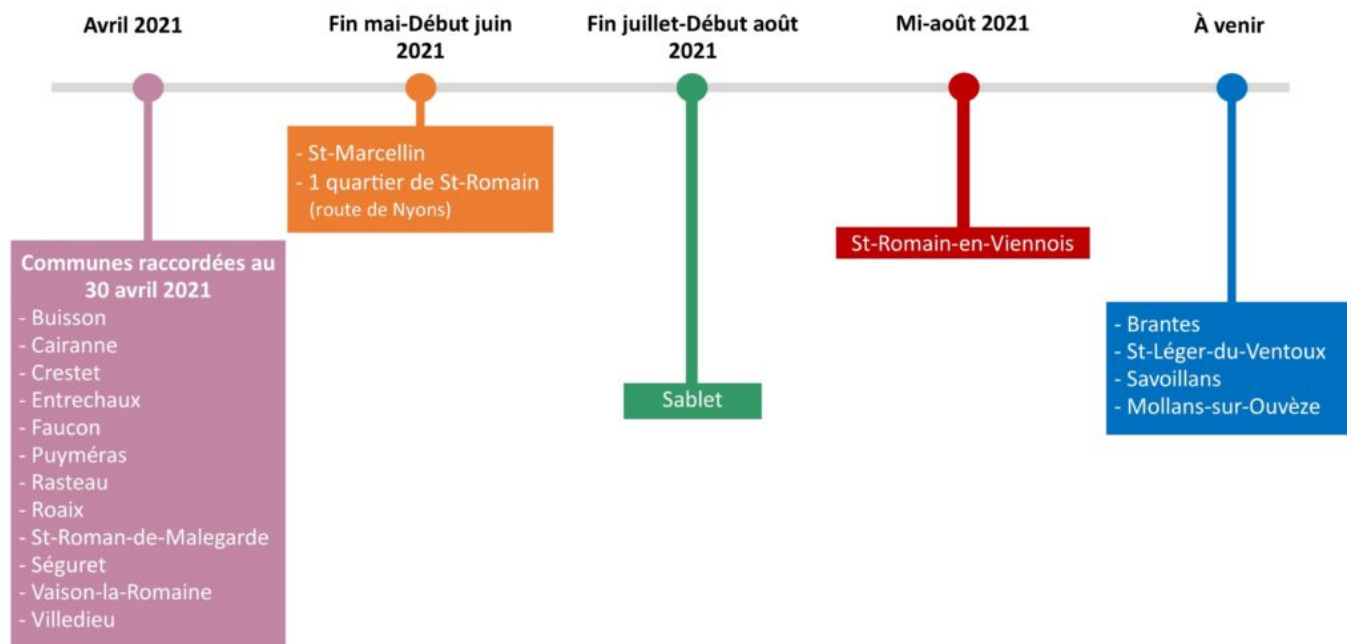 Avril 2021
Fin mai-Début juin
2021
Fin juillet-Début août
2021
Mi-août 2021
À venir
- St-Marcellin
- 1 quartier de St-Romain
(route de Nyons)
St-Romain-en-Viennois
Communes raccordées au
30 avril 2021
- Buisson
- Cairanne
- Crestet
- Entrechaux
- Faucon
- Puyméras
- Rasteau
- Roaix
- St-Roman-de-Malegarde
- Séguret
- Vaison-la-Romaine
- Villedieu
Sablet
- Brantes
- St-Léger-du-Ventoux
- Savoillans
- Mollans-sur-Ouvèze